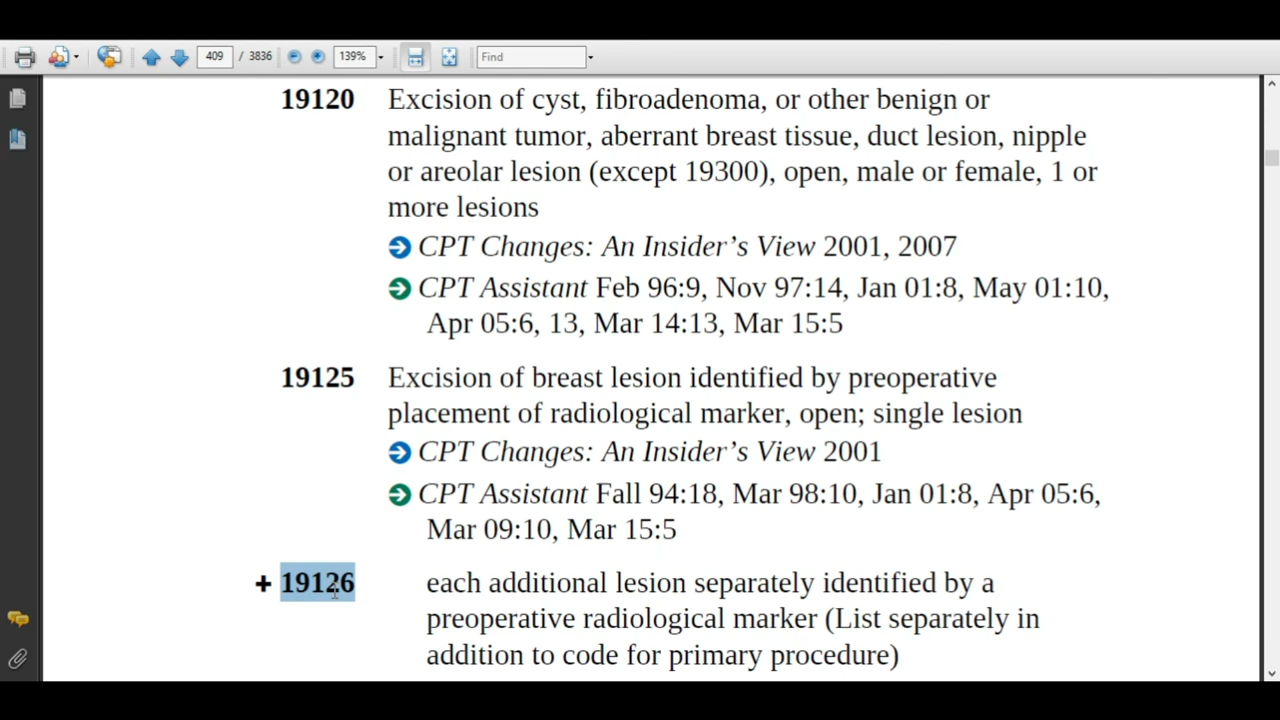 409 / 3836 139% Find
19120 Excision of cyst, fibroadenoma, or other benign or
malignant tumor, aberrant breast tissue, duct lesion, nipple
or areolar lesion (except 19300), open, male or female, 1 or
more lesions
CPT Changes: An Insider’s View 2001, 2007
CPT Assistant Feb 96:9, Nov 97:14, Jan 01:8, May 01:10,
Apr 05:6, 13, Mar 14:13, Mar 15:5
19125 Excision of breast lesion identified by preoperative
placement of radiological marker, open; single lesion
CPT Changes: An Insider’s View 2001
CPT Assistant Fall 94:18, Mar 98:10, Jan 01:8, Apr 05:6,
Mar 09:10, Mar 15:5
+ 19126 each additional lesion separately identified by a
preoperative radiological marker (List separately in
addition to code for primary procedure)